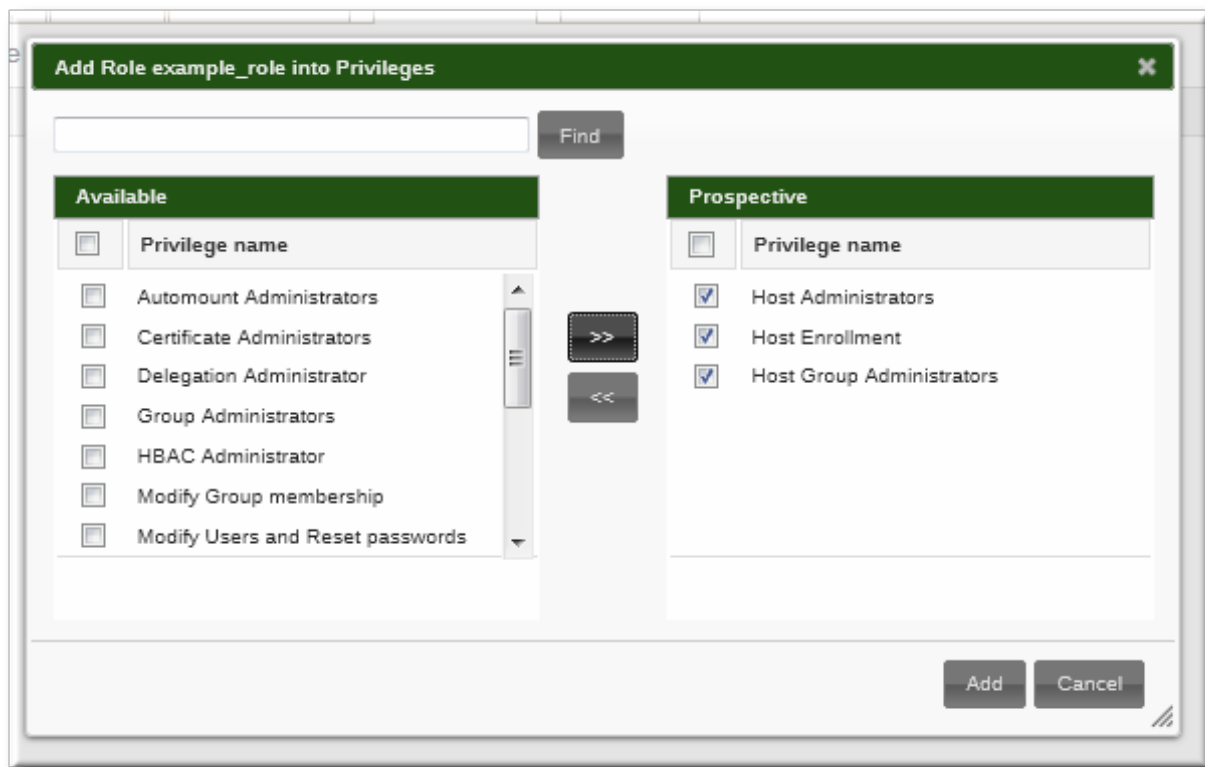 e
Add Role example_role into Privileges
Find
Available
Privilege name
Automount Administrators
Certificate Administrators
Delegation Administrator
Group Administrators
HBAC Administrator
Modify Group membership
Modify Users and Reset passwords
>>
<<
Prospective
Privilege name
Host Administrators
Host Enrollment
Host Group Administrators
Add
Cancel